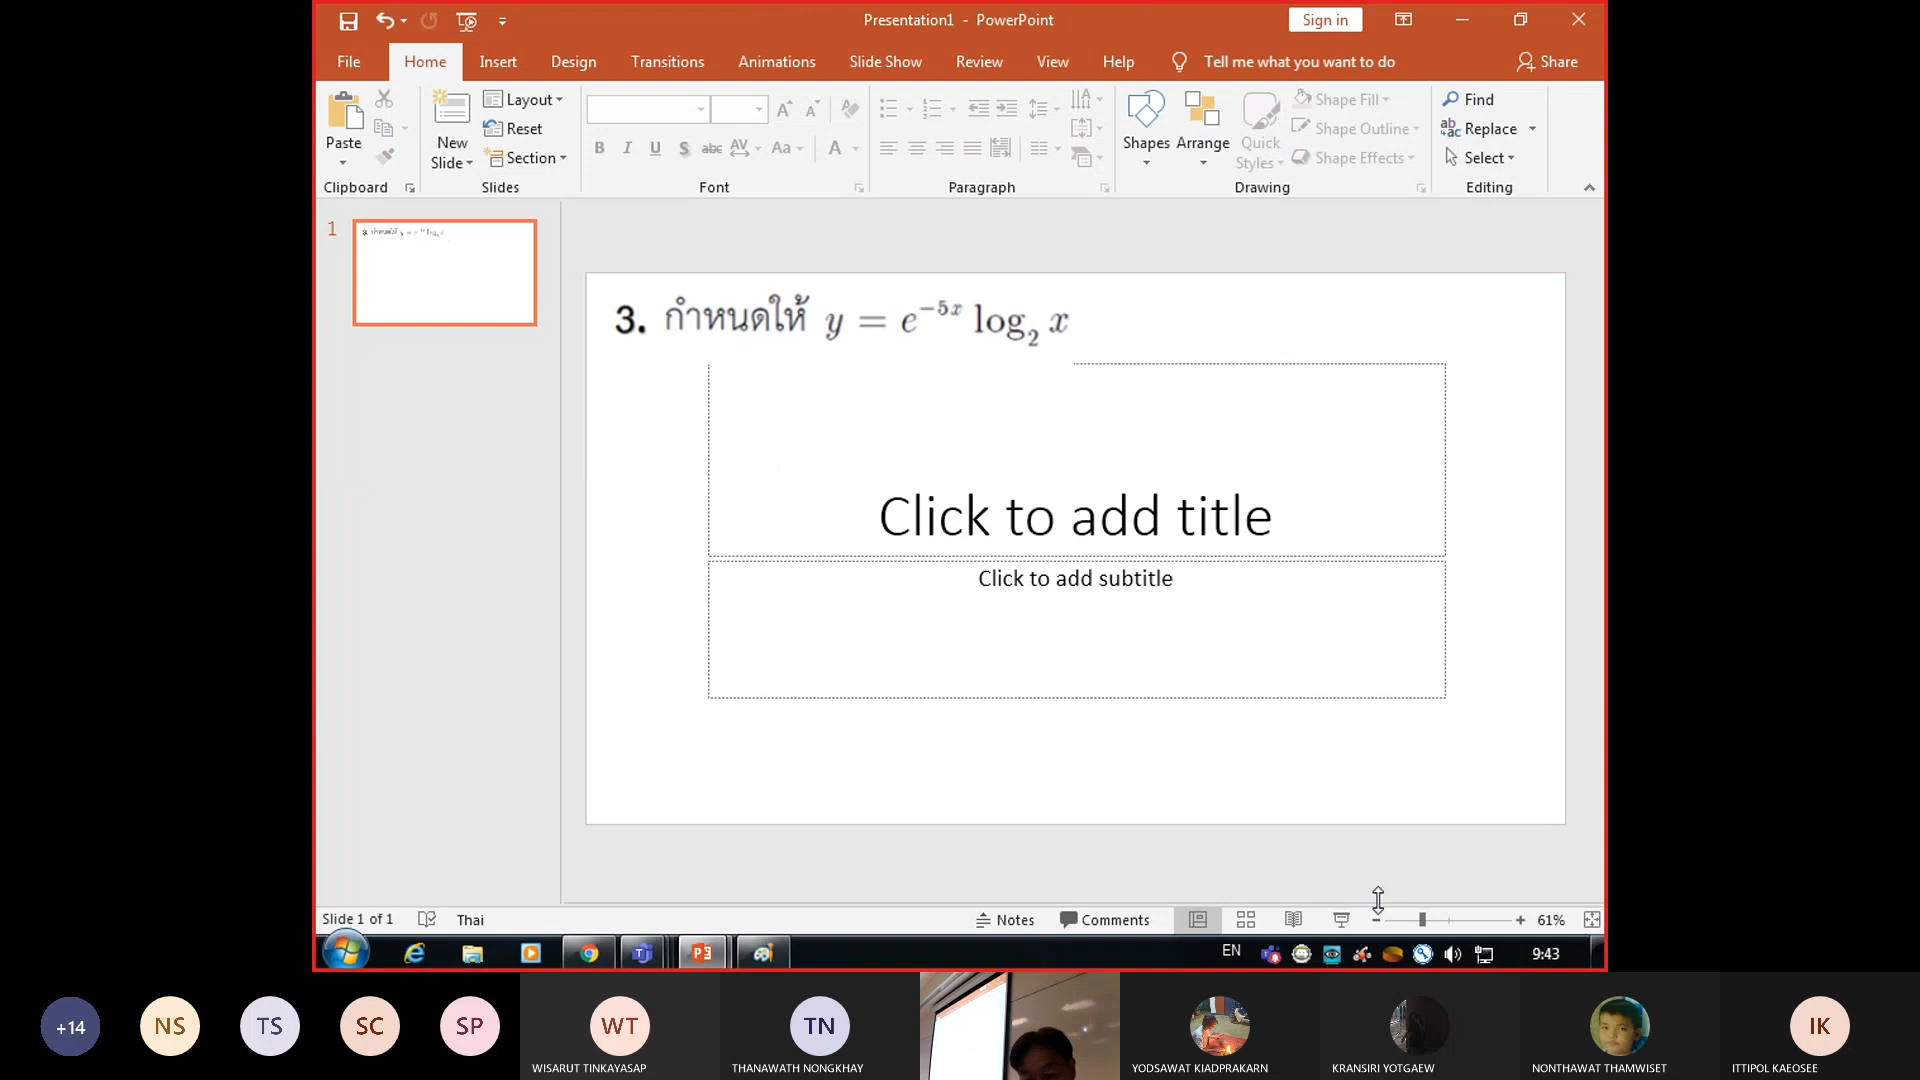 Presentation1 - PowerPoint
Sign in
File Home Insert Design Transitions Animations Slide Show Review View Help Tell me what you want to do Share
Paste
Clipboard
New Slide
Layout
Reset
Section
Slides
B I U S abc AV Aa A
Font
Paragraph
Shapes
Arrange
Quick Styles
Shape Fill
Shape Outline
Shape Effects
Drawing
Find
Replace
Select
Editing
1
3. กำหนดให้ y = e^{-5x} log_2 x
Click to add title
Click to add subtitle
Slide 1 of 1 Thai Notes Comments 61%
EN 9:43
+14 NS TS SC SP WT TN IK
WISARUT TINKAYASAP THANAWATH NONGKHAY YODSAWAT KIADPRAKARN KRANSIRI YOTGAEW NONTHAWAT THAMWISET ITTIPOL KAEOSEE